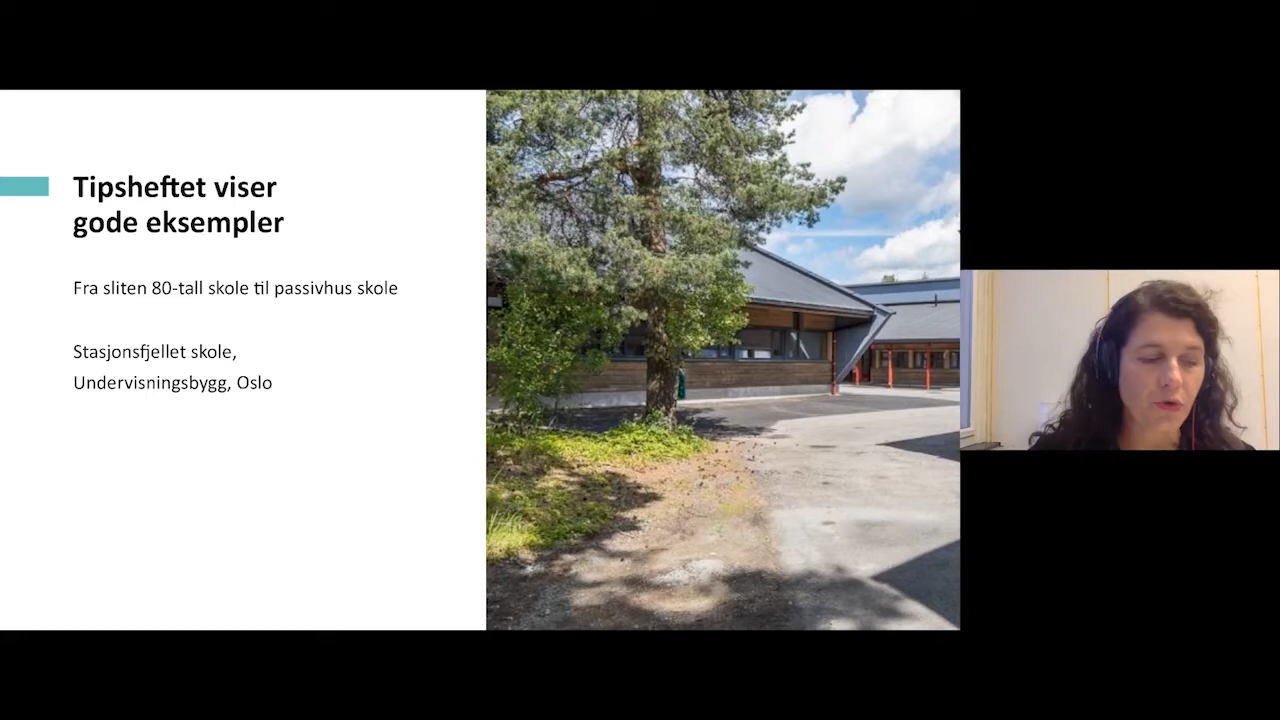 Tipsheftet viser
gode eksempler
Fra sliten 80-tall skole til passivhus skole
Stasjonsfjellet skole,
Undervisningsbygg, Oslo